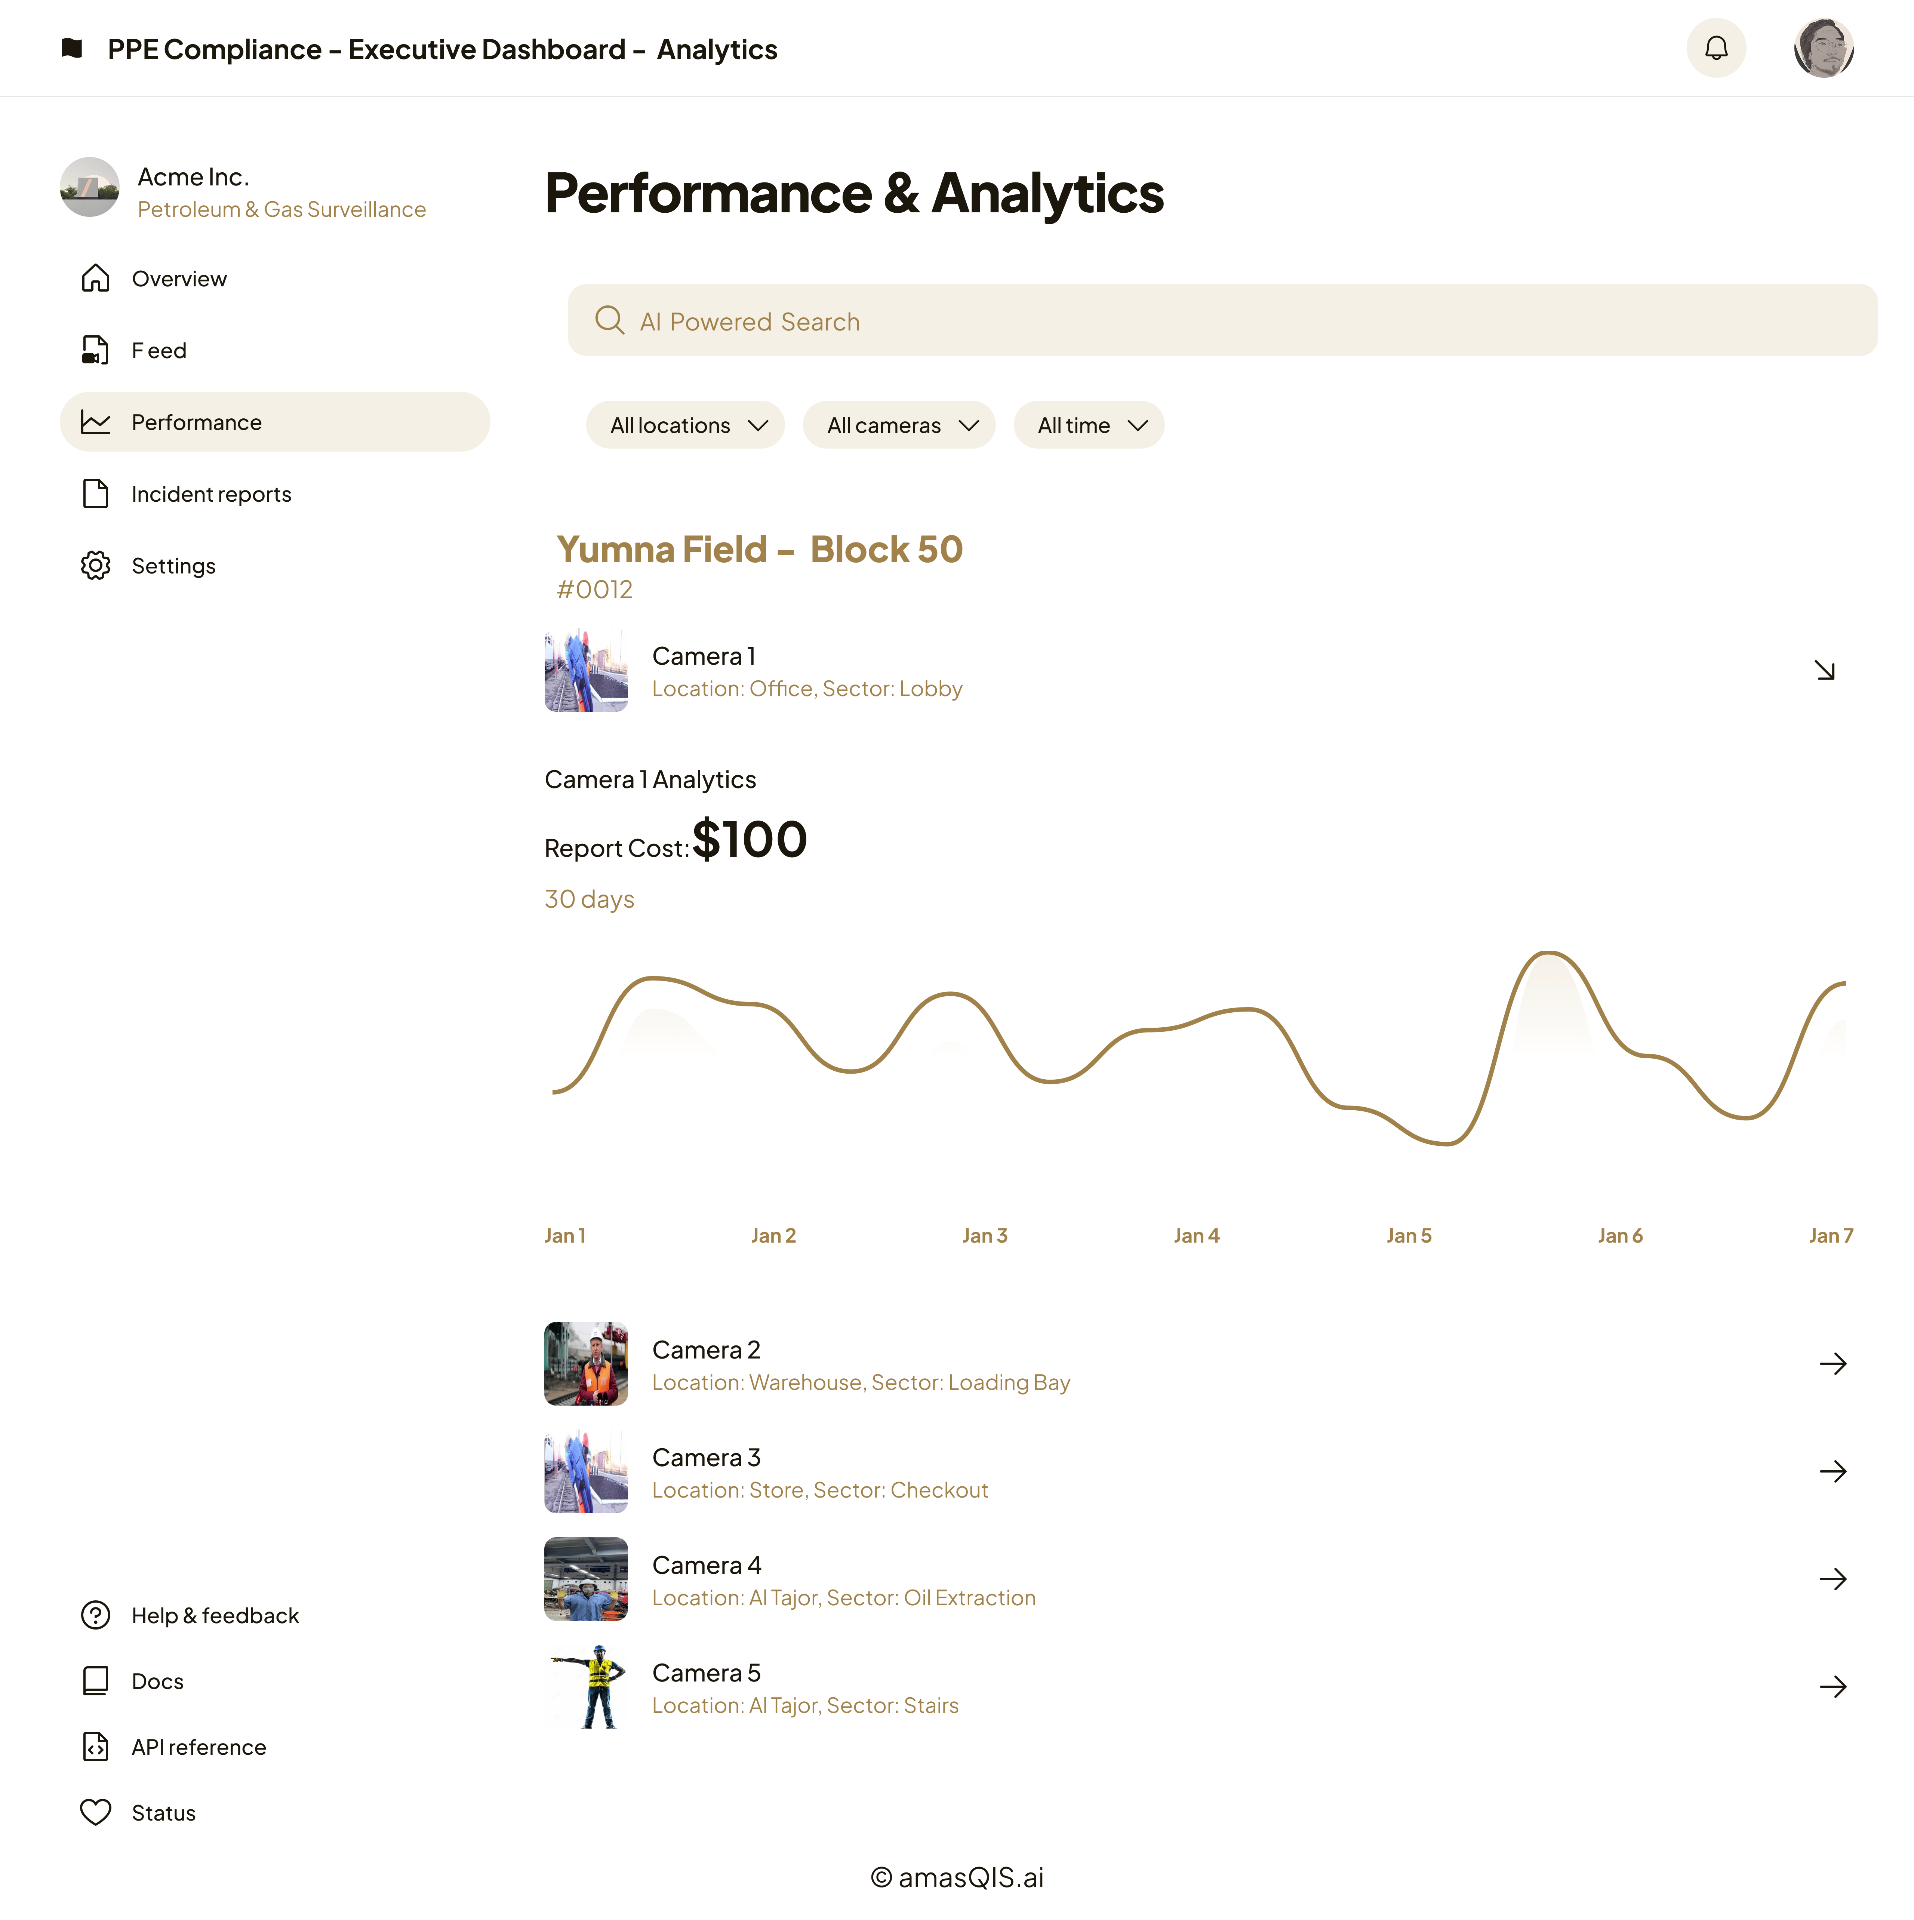 PPE Compliance - Executive Dashboard - Analytics
Acme Inc.
Petroleum & Gas Surveillance
Overview
Feed
Performance
Incident reports
Settings
Performance & Analytics
AI Powered Search
All locations
All cameras
All time
Yumna Field - Block 50
#0012
Camera 1
Location: Office, Sector: Lobby
Camera 1 Analytics
Report Cost: $100
30 days
Jan 1 Jan 2 Jan 3 Jan 4 Jan 5 Jan 6 Jan 7
Camera 2
Location: Warehouse, Sector: Loading Bay
Camera 3
Location: Store, Sector: Checkout
Camera 4
Location: Al Tajor, Sector: Oil Extraction
Camera 5
Location: Al Tajor, Sector: Stairs
Help & feedback
Docs
API reference
Status
© amasQIS.ai